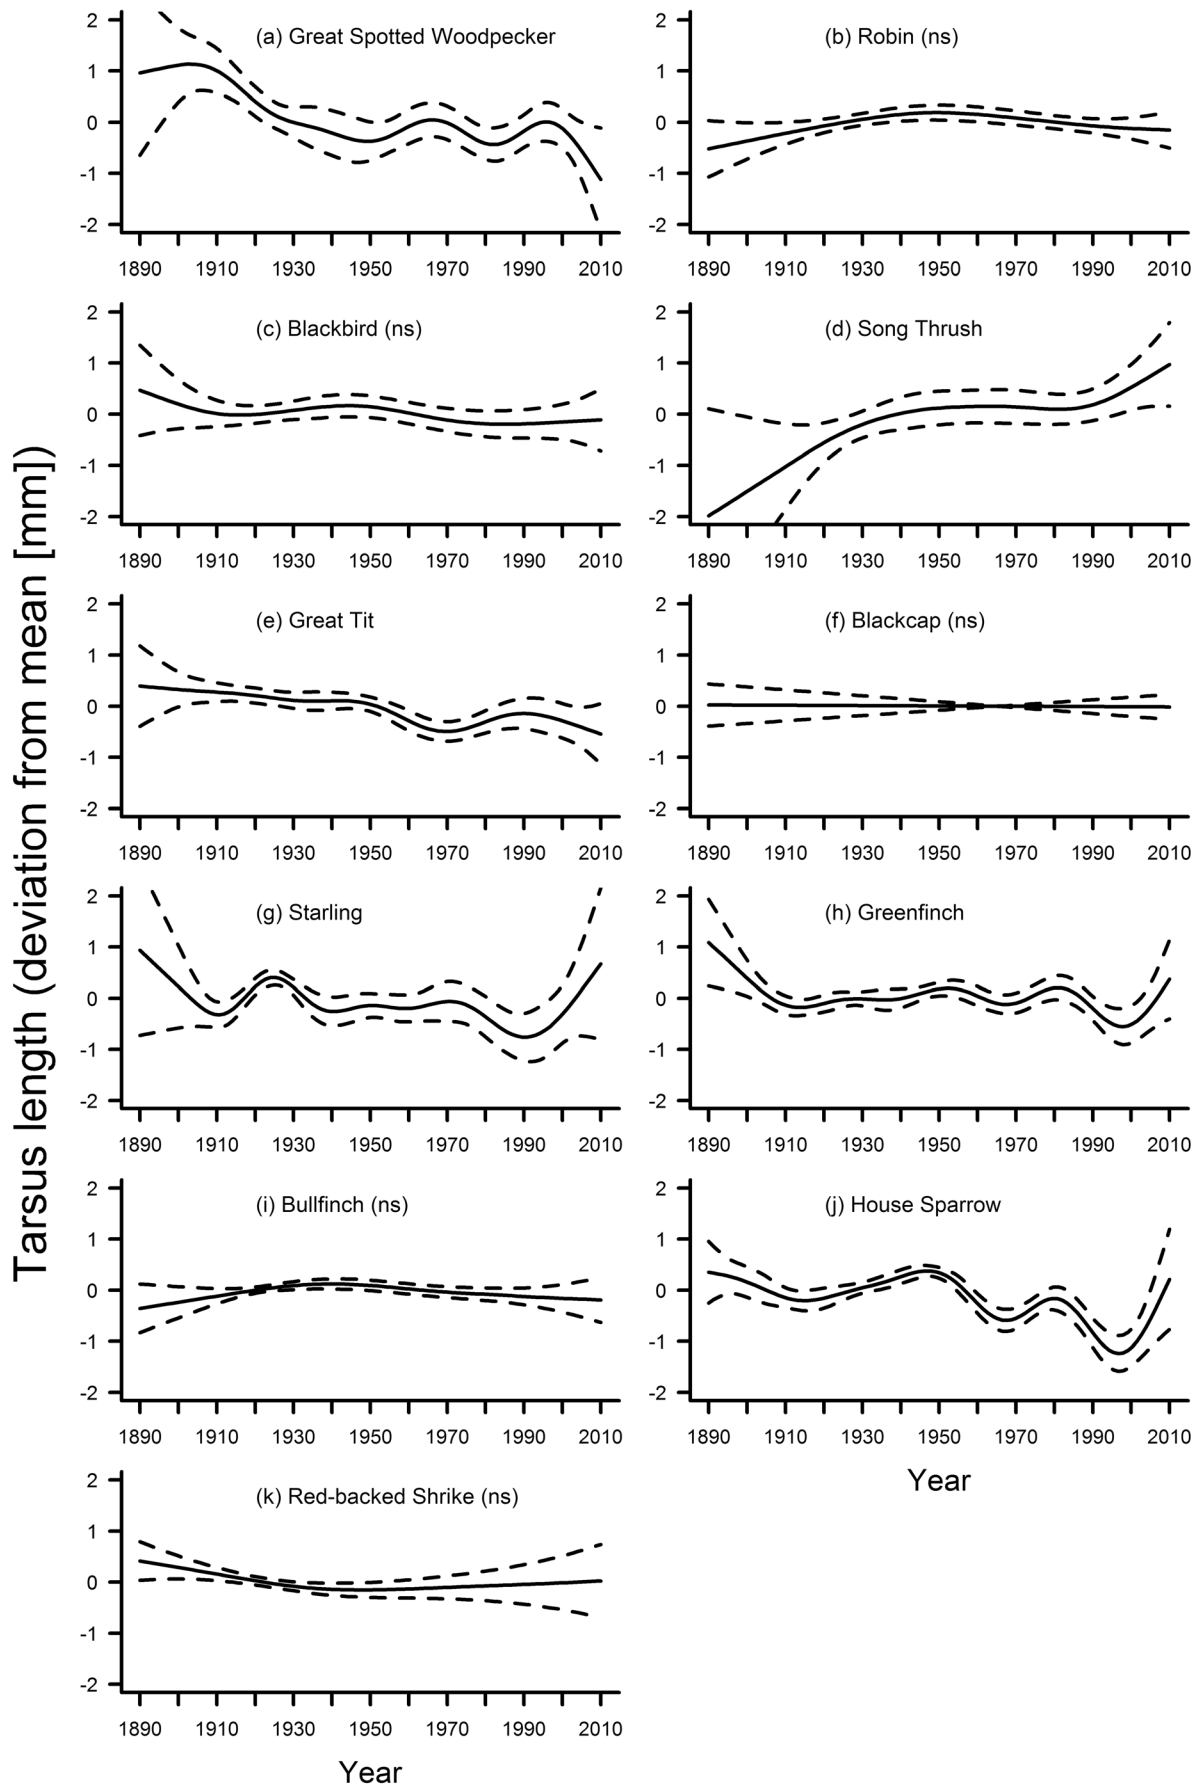 Tarsus length (deviation from mean [mm])
(a) Great Spotted Woodpecker
2
1
0
-1
-2
1890 1910 1930 1950 1970 1990 2010
(b) Robin (ns)
2
1
0
-1
-2
1890 1910 1930 1950 1970 1990 2010
(c) Blackbird (ns)
2
1
0
-1
-2
1890 1910 1930 1950 1970 1990 2010
(d) Song Thrush
2
1
0
-1
-2
1890 1910 1930 1950 1970 1990 2010
(e) Great Tit
2
1
0
-1
-2
1890 1910 1930 1950 1970 1990 2010
(f) Blackcap (ns)
2
1
0
-1
-2
1890 1910 1930 1950 1970 1990 2010
(g) Starling
2
1
0
-1
-2
1890 1910 1930 1950 1970 1990 2010
(h) Greenfinch
2
1
0
-1
-2
1890 1910 1930 1950 1970 1990 2010
(i) Bullfinch (ns)
2
1
0
-1
-2
1890 1910 1930 1950 1970 1990 2010
(j) House Sparrow
2
1
0
-1
-2
1890 1910 1930 1950 1970 1990 2010
Year
(k) Red-backed Shrike (ns)
2
1
0
-1
-2
1890 1910 1930 1950 1970 1990 2010
Year